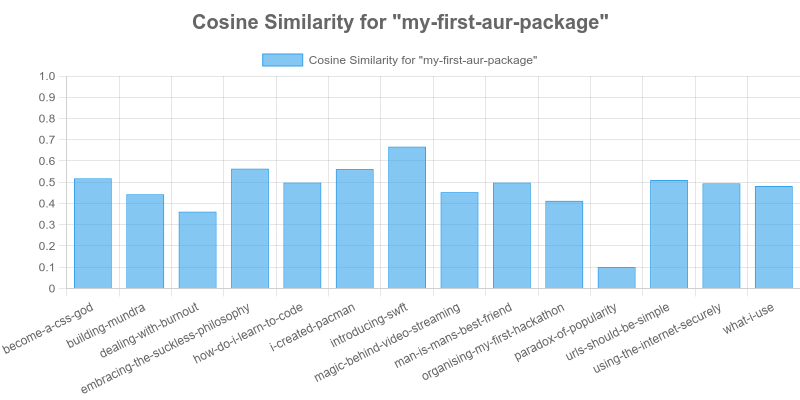 Cosine Similarity for "my-first-aur-package"
Cosine Similarity for "my-first-aur-package"
1.0
0.9
0.8
0.7
0.6
0.5
0.4
0.3
0.2
0.1
0
become-a-css-god
building-mundra
dealing-with-burnout
embracing-the-suckless-philosophy
how-do-i-learn-to-code
i-created-pacman
introducing-swft
magic-behind-video-streaming
man-is-mans-best-friend
organising-my-first-hackathon
paradox-of-popularity
urls-should-be-simple
using-the-internet-securely
what-i-use